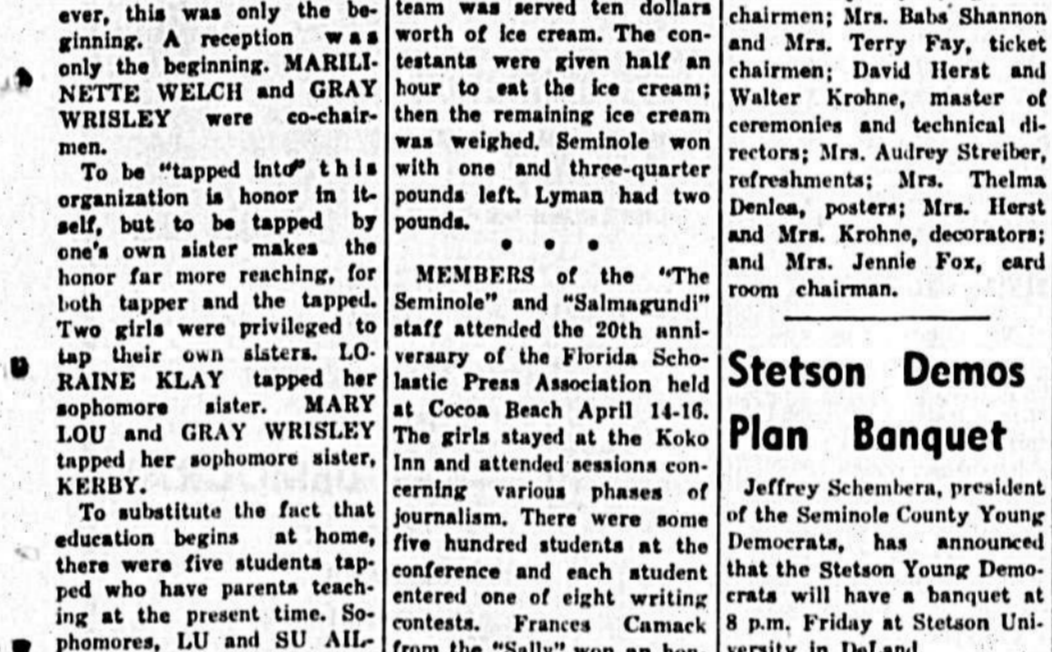 ever, this was only the be-
ginning. A reception was
only the beginning. MARILI-
NETTE WELCH and GRAY
WRISLEY were co-chair-
men.
To be "tapped into" this
organization is honor in it-
self, but to be tapped by
one's own sister makes the
honor far more reaching, for
both tapper and the tapped.
Two girls were privileged to
tap their own sisters. LO-
RAINE KLAY tapped her
sophomore sister. MARY
LOU and GRAY WRISLEY
tapped her sophomore sister,
KERBY.
To substitute the fact that
education begins at home,
there were five students tap-
ped who have parents teach-
ing at the present time. So-
phomores, LU and SU AIL-
team was served ten dollars
worth of ice cream. The con-
testants were given half an
hour to eat the ice cream;
then the remaining ice cream
was weighed. Seminole won
with one and three-quarter
pounds left. Lyman had two
pounds.
• • •
MEMBERS of the "The
Seminole" and "Salmagundi"
staff attended the 20th anni-
versary of the Florida Scho-
lastic Press Association held
at Cocoa Beach April 14-16.
The girls stayed at the Koko
Inn and attended sessions con-
cerning various phases of
journalism. There were some
five hundred students at the
conference and each student
entered one of eight writing
contests. Frances Camack
from the "Sally" won an hon-
chairmen; Mrs. Babs Shannon
and Mrs. Terry Fay, ticket
chairmen; David Herst and
Walter Krohne, master of
ceremonies and technical di-
rectors; Mrs. Audrey Streiber,
refreshments; Mrs. Thelma
Denlea, posters; Mrs. Herst
and Mrs. Krohne, decorators;
and Mrs. Jennie Fox, card
room chairman.
Stetson Demos
Plan Banquet
Jeffrey Schembera, president
of the Seminole County Young
Democrats, has announced
that the Stetson Young Demo-
crats will have a banquet at
8 p.m. Friday at Stetson Uni-
versity in DeLand